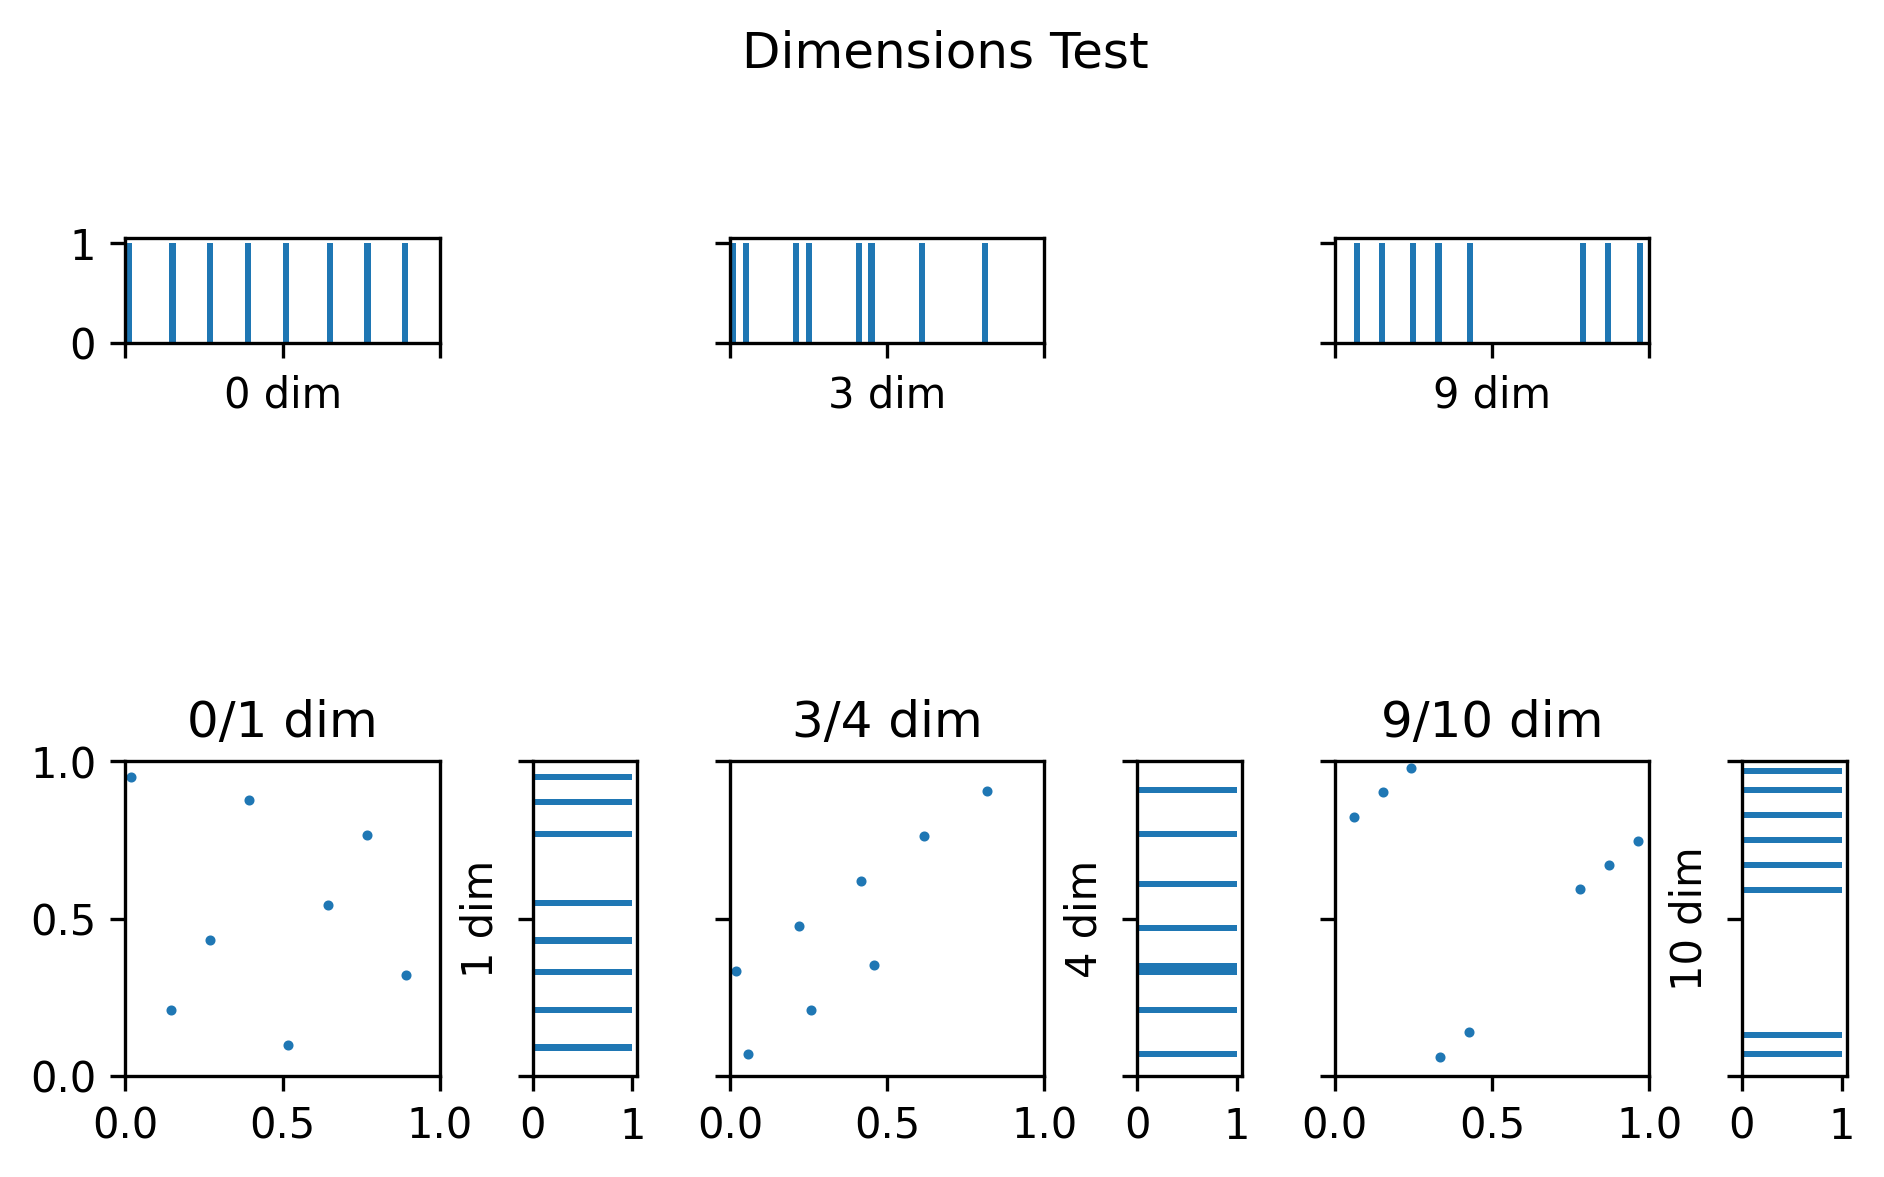 Dimensions Test
1
0
0 dim
3 dim
9 dim
0/1 dim
3/4 dim
9/10 dim
1.0
0.5
0.0
1 dim
4 dim
10 dim
0.0 0.5 1.0 0 1 0.0 0.5 1.0 0 1 0.0 0.5 1.0 0 1